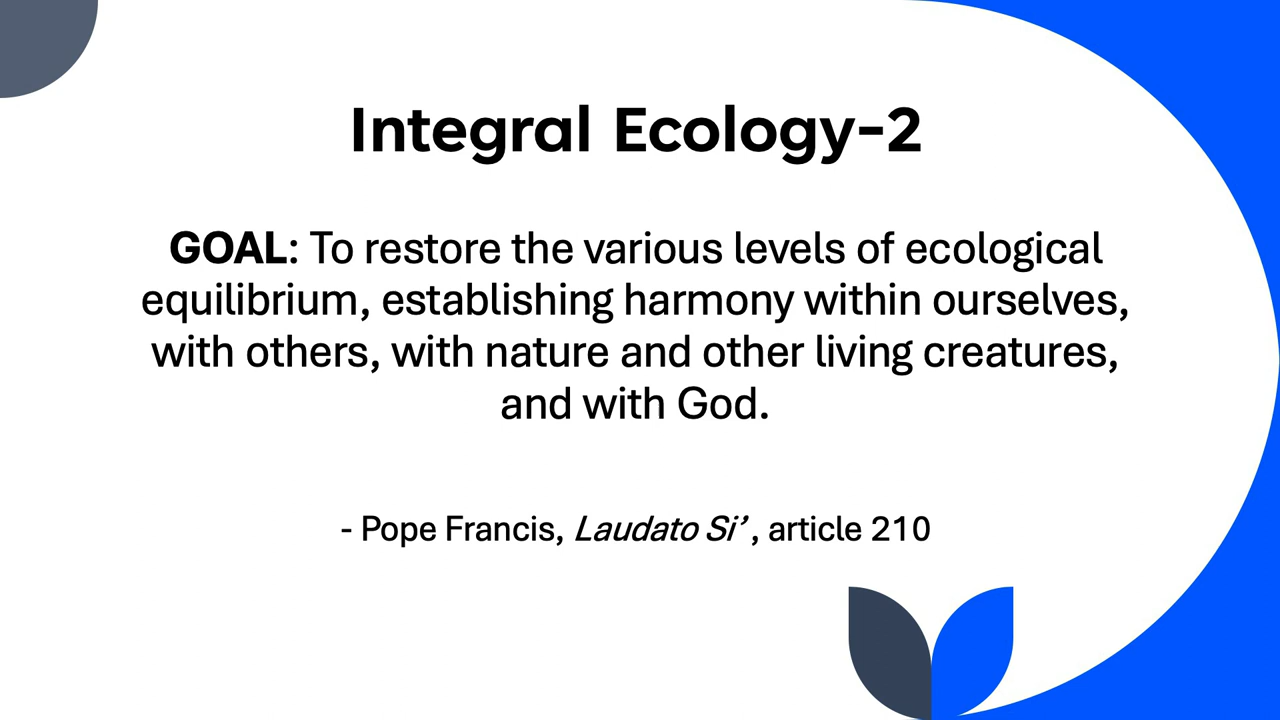 Integral Ecology-2
GOAL: To restore the various levels of ecological
equilibrium, establishing harmony within ourselves,
with others, with nature and other living creatures,
and with God.
- Pope Francis, Laudato Si’, article 210